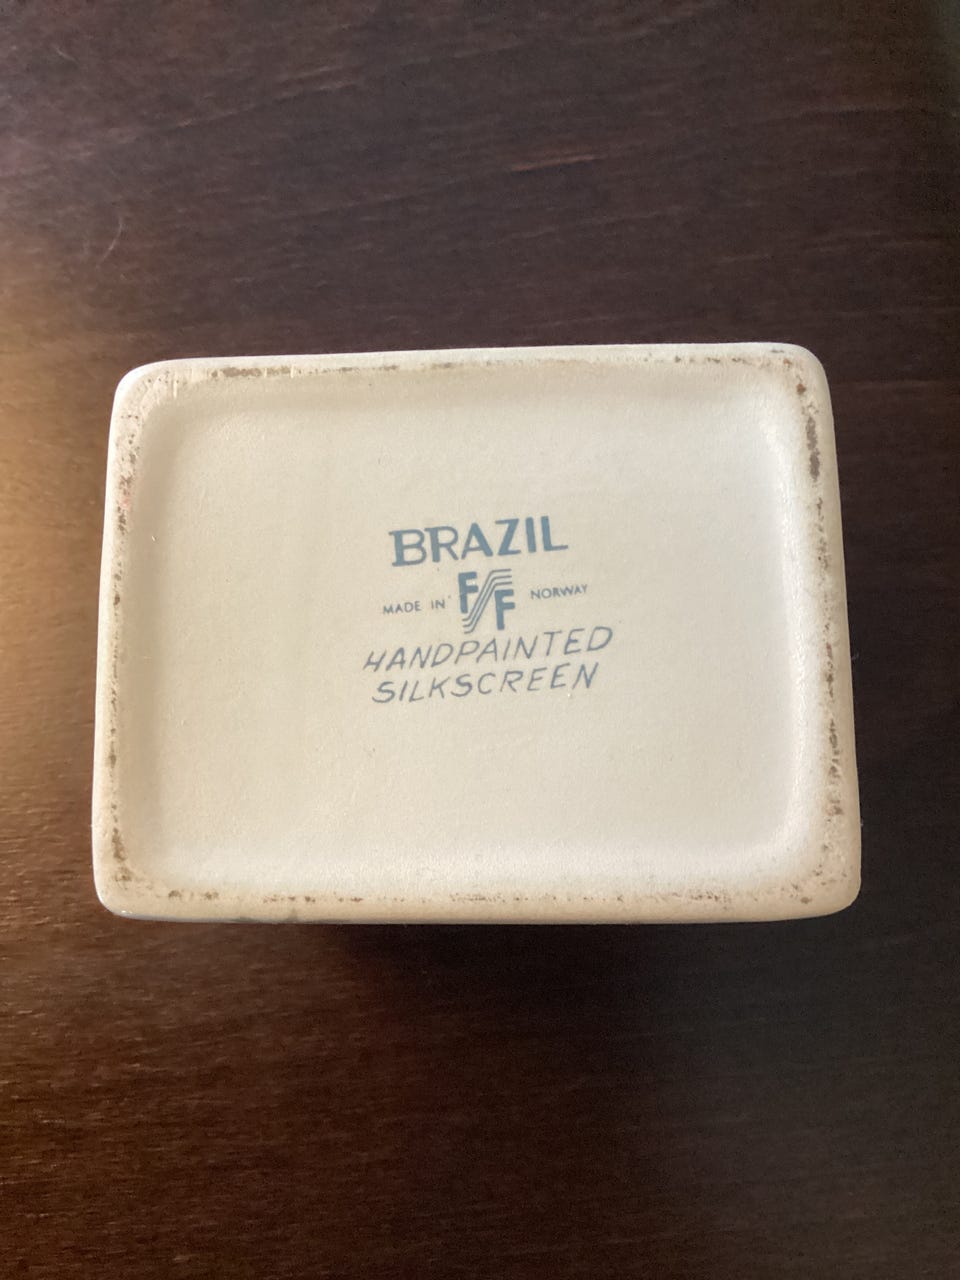 BRAZIL
MADE IN F/F NORWAY
HANDPAINTED
SILKSCREEN